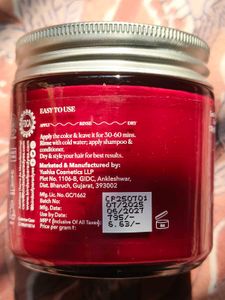 EASY TO USE
APPLY RINSE DRY
Apply the color & leave it for 30-60 mins.
Rinse with cold water; apply shampoo &
conditioner.
Dry & style your hair for best results.
Marketed & Manufactured by:
Yashka Cosmetics LLP
Plot No. 1106-B, GIDC, Ankleshwar,
Dist. Bharuch, Gujarat, 393002
Mfg. Lic. No.: GC/1662
Batch No: CP250701
Mfg. Date: 07/2025
Use by Date: 06/2027
MRP ₹ (Inclusive Of All Taxes): 795/-
Price per gram ₹: 6.63/-